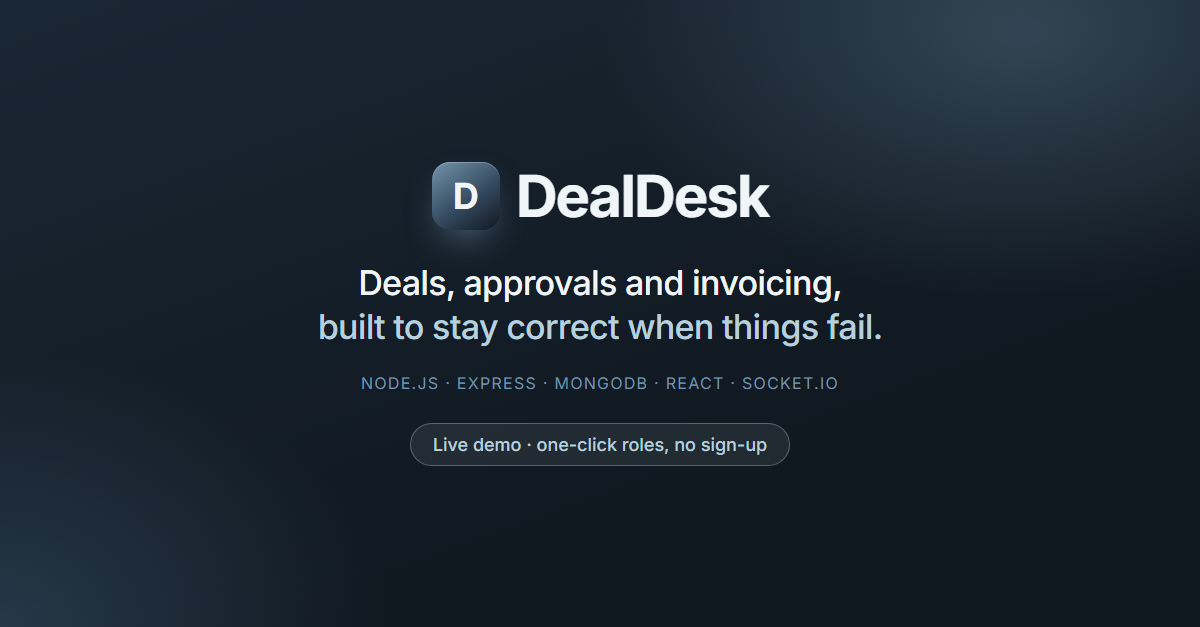 D DealDesk
Deals, approvals and invoicing,
built to stay correct when things fail.
NODE.JS · EXPRESS · MONGODB · REACT · SOCKET.IO
Live demo · one-click roles, no sign-up